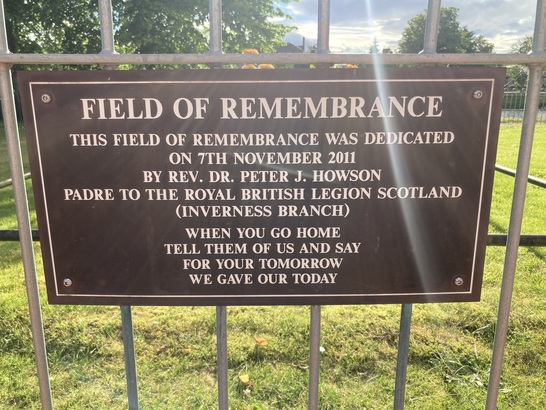 FIELD OF REMEMBRANCE
THIS FIELD OF REMEMBRANCE WAS DEDICATED
ON 7TH NOVEMBER 2011
BY REV. DR. PETER J. HOWSON
PADRE TO THE ROYAL BRITISH LEGION SCOTLAND
(INVERNESS BRANCH)
WHEN YOU GO HOME
TELL THEM OF US AND SAY
FOR YOUR TOMORROW
WE GAVE OUR TODAY